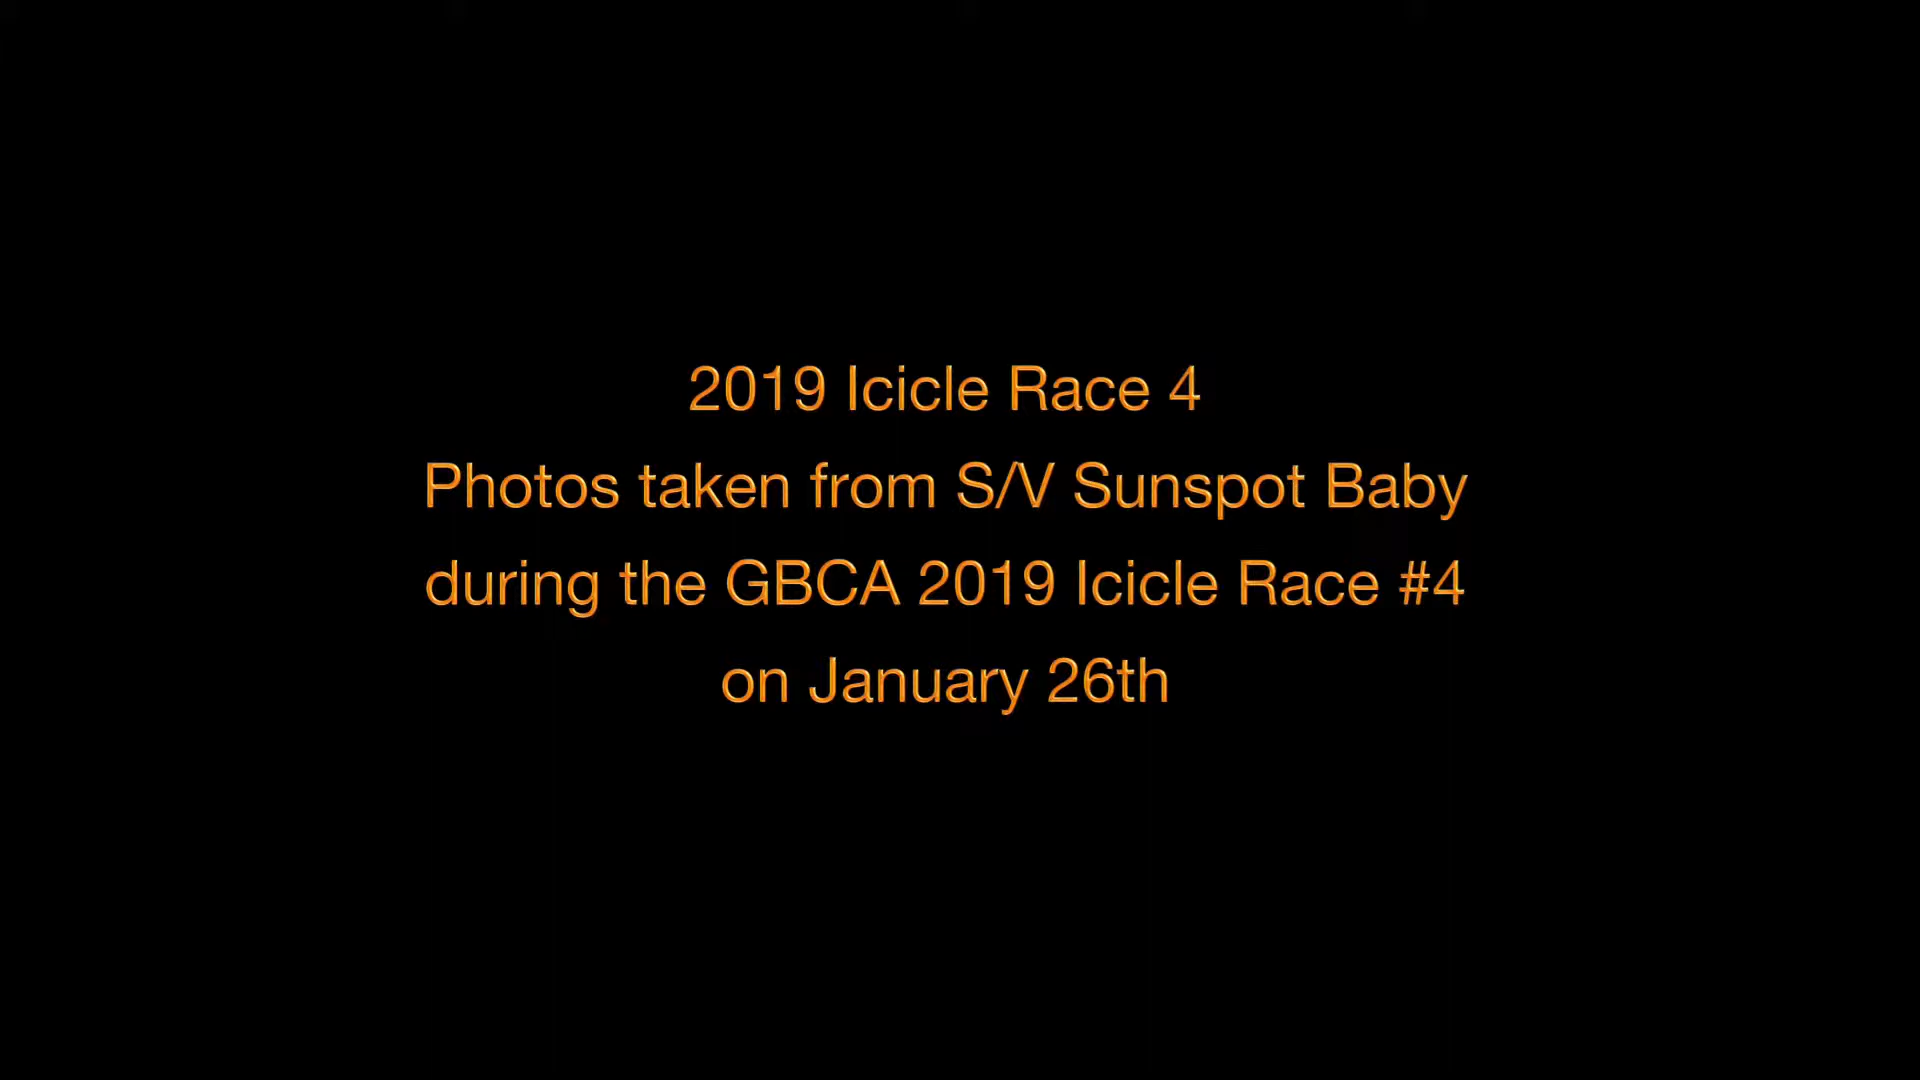 2019 Icicle Race 4
Photos taken from S/V Sunspot Baby
during the GBCA 2019 Icicle Race #4
on January 26th